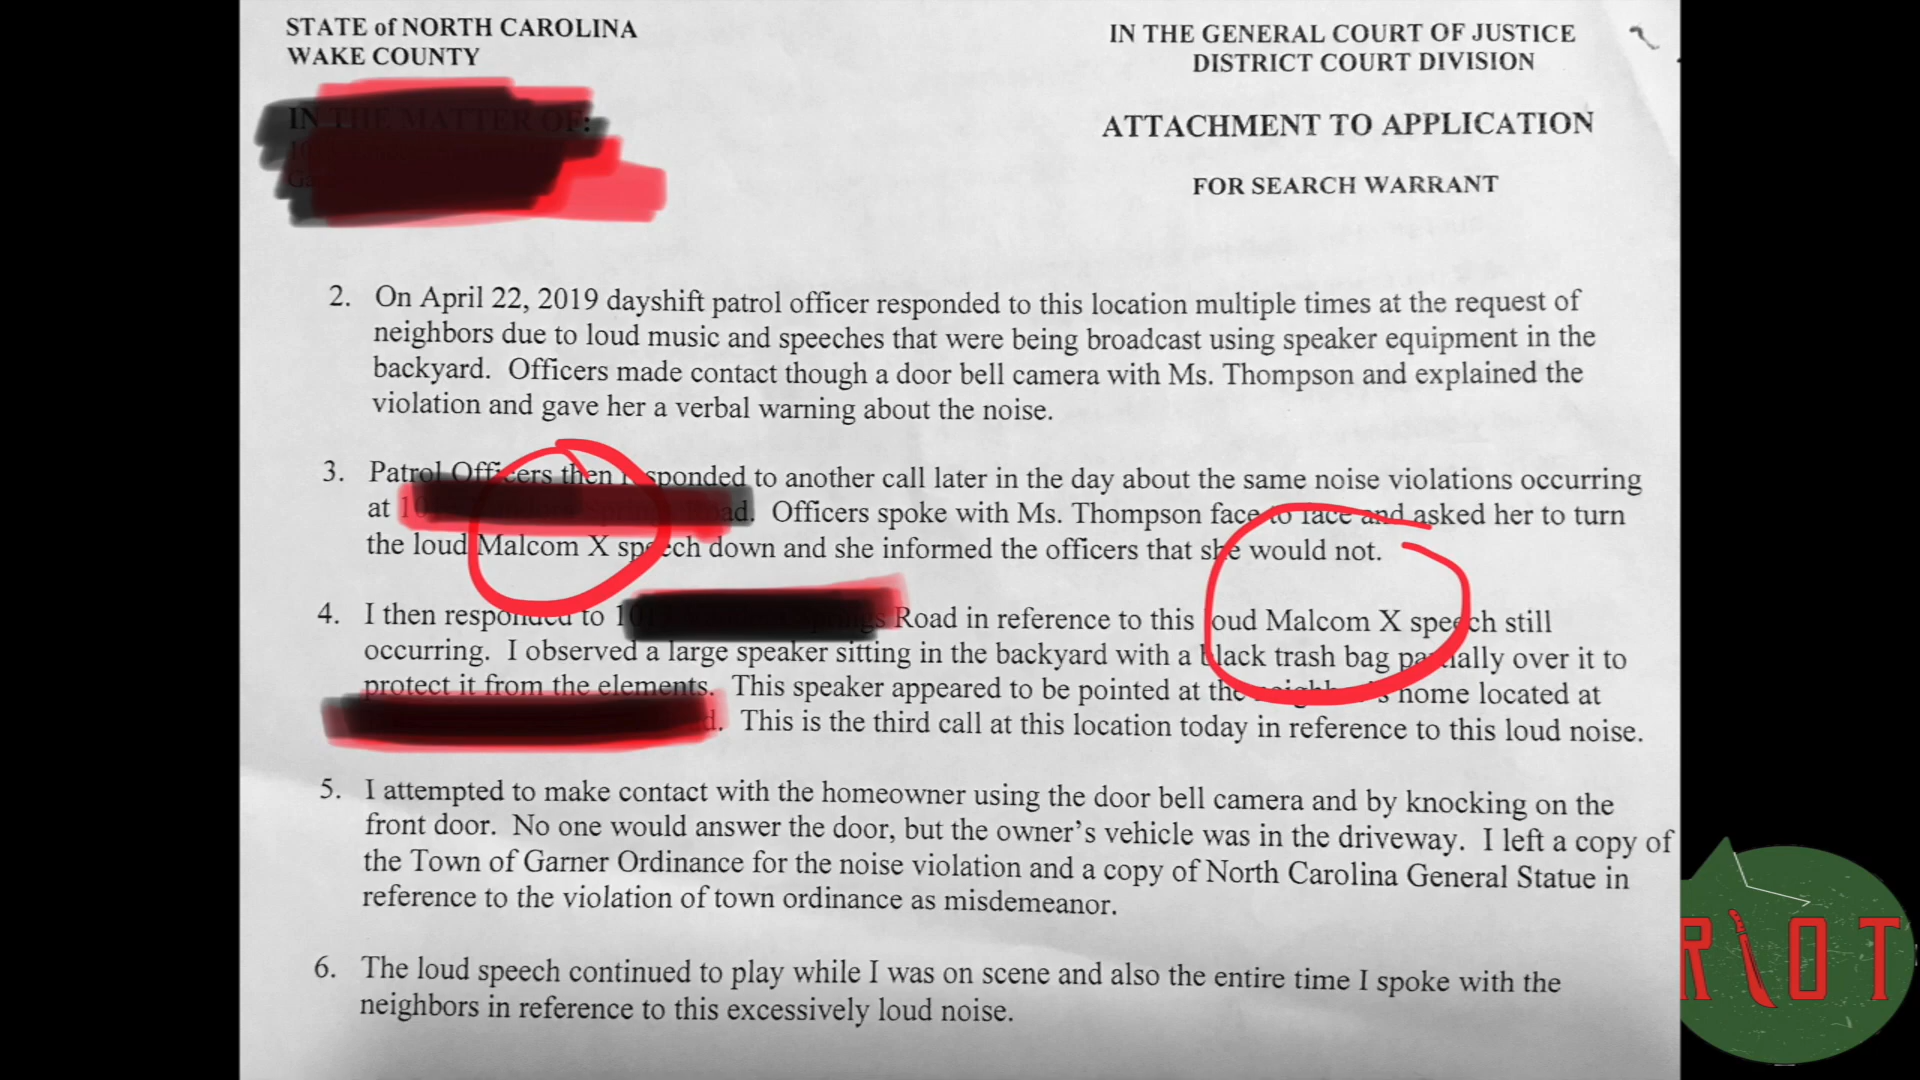 STATE of NORTH CAROLINA
WAKE COUNTY
IN THE MATTER OF:
IN THE GENERAL COURT OF JUSTICE
DISTRICT COURT DIVISION
ATTACHMENT TO APPLICATION
FOR SEARCH WARRANT
2. On April 22, 2019 dayshift patrol officer responded to this location multiple times at the request of
neighbors due to loud music and speeches that were being broadcast using speaker equipment in the
backyard. Officers made contact though a door bell camera with Ms. Thompson and explained the
violation and gave her a verbal warning about the noise.
3. Patrol Officers then responded to another call later in the day about the same noise violations occurring
at Officers spoke with Ms. Thompson face to face and asked her to turn
the loud Malcom X speech down and she informed the officers that she would not.
4. I then responded to Road in reference to this loud Malcom X speech still
occurring. I observed a large speaker sitting in the backyard with a black trash bag partially over it to
protect it from the elements. This speaker appeared to be pointed at the neighbor's home located at
This is the third call at this location today in reference to this loud noise.
5. I attempted to make contact with the homeowner using the door bell camera and by knocking on the
front door. No one would answer the door, but the owner's vehicle was in the driveway. I left a copy of
the Town of Garner Ordinance for the noise violation and a copy of North Carolina General Statue in
reference to the violation of town ordinance as misdemeanor.
6. The loud speech continued to play while I was on scene and also the entire time I spoke with the
neighbors in reference to this excessively loud noise.
RIOT